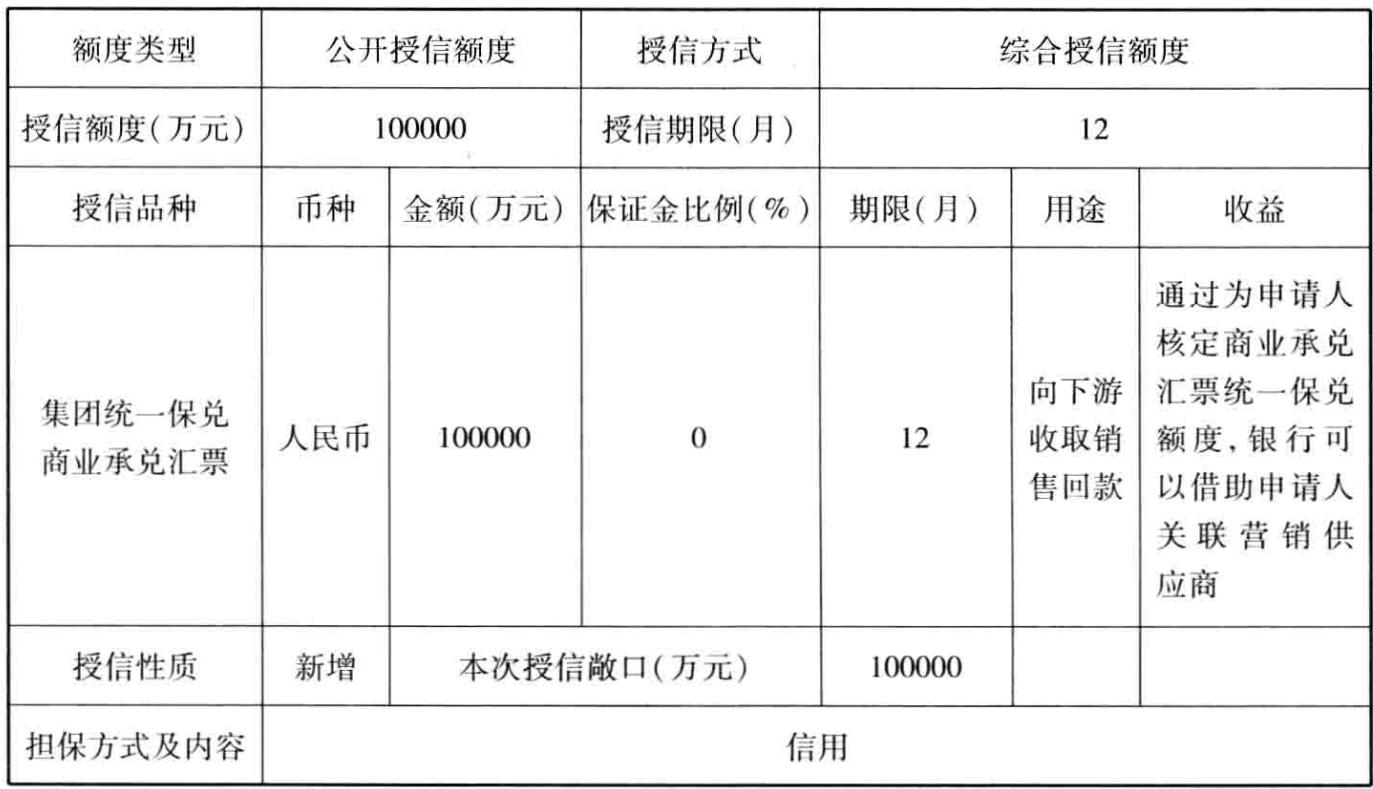 额度类型 公开授信额度 授信方式 综合授信额度
授信额度(万元) 100000 授信期限(月) 12
授信品种 币种 金额(万元) 保证金比例(%) 期限(月) 用途 收益
集团统一保兑
商业承兑汇票
人民币
100000
0
12
向下游
收取销
售回款
通过为申请人
核定商业承兑
汇票统一保兑
额度,银行可
以借助申请人
关联营销供
应商
授信性质 新增 本次授信敞口(万元) 100000
担保方式及内容 信用